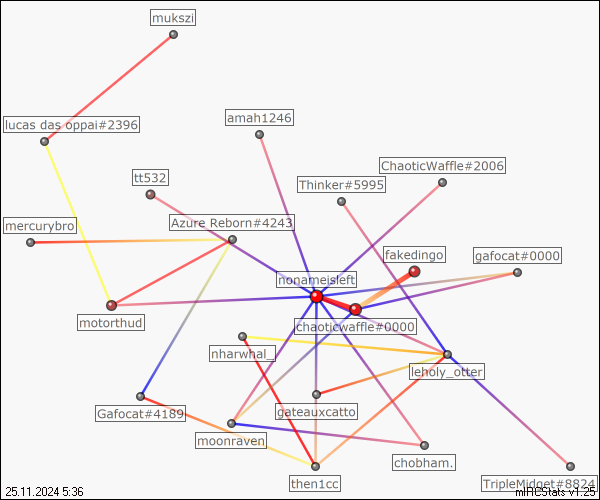 mukszi
lucas das oppai#2396
amah1246
tt532
ChaoticWaffle#2006
Thinker#5995
mercurybro
Azure Reborn#4243
fakedingo
gafocat#0000
nonameisleft
motorthud
chaoticwaffle#0000
nharwhal_
leholy_otter
Gafocat#4189
gateauxcatto
moonraven
chobham.
then1cc
TripleMidget#8824
25.11.2024 5:36
mIRCStats v1.25